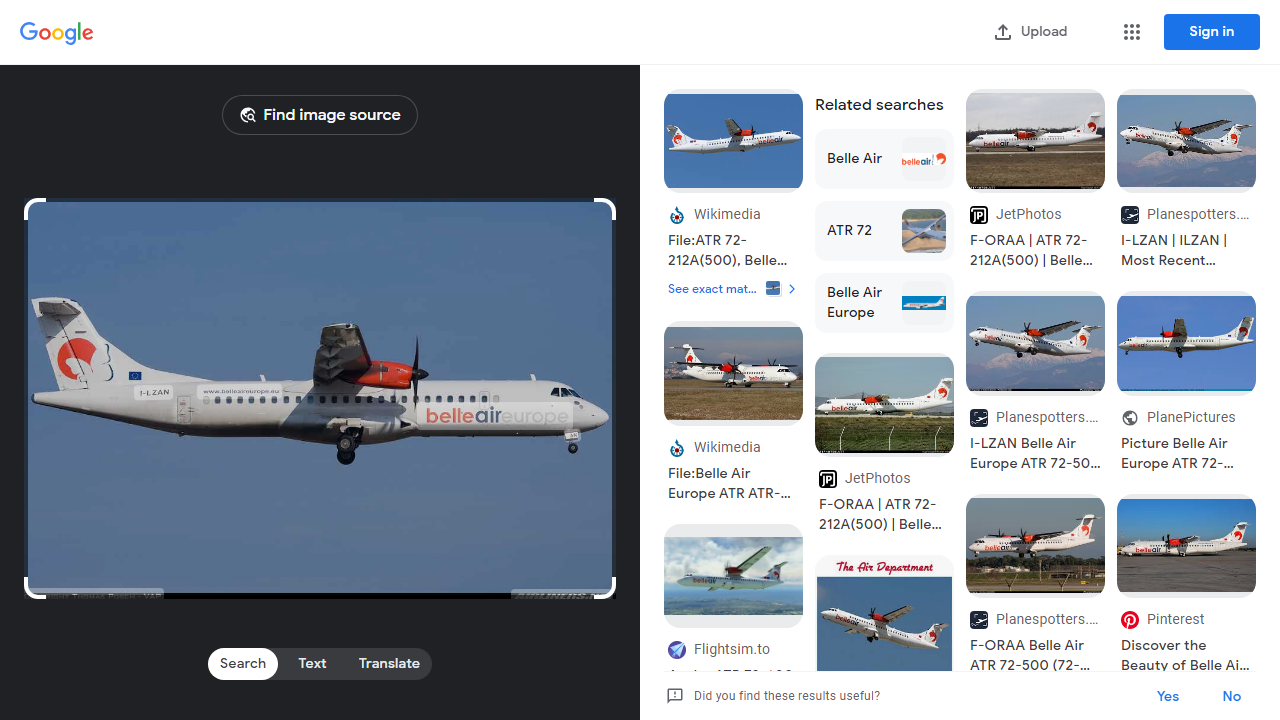 Google
Upload
Sign in
Find image source
I-LZAN
www.belleaireurope.eu
belleaireurope
Search
Text
Translate
Wikimedia
File:ATR 72-
212A(500), Belle...
See exact mat...
Wikimedia
File:Belle Air
Europe ATR ATR-...
Flightsim.to
Related searches
Belle Air
belleair
ATR 72
Belle Air
Europe
JetPhotos
F-ORAA | ATR 72-
212A(500) | Belle...
The Air Department
JetPhotos
F-ORAA | ATR 72-
212A(500) | Belle...
Planespotters....
I-LZAN Belle Air
Europe ATR 72-50...
Planespotters....
F-ORAA Belle Air
ATR 72-500 (72-...
Planespotters....
I-LZAN | ILZAN |
Most Recent...
PlanePictures
Picture Belle Air
Europe ATR 72-...
Pinterest
Discover the
Beauty of Belle Ai...
Did you find these results useful?
Yes
No